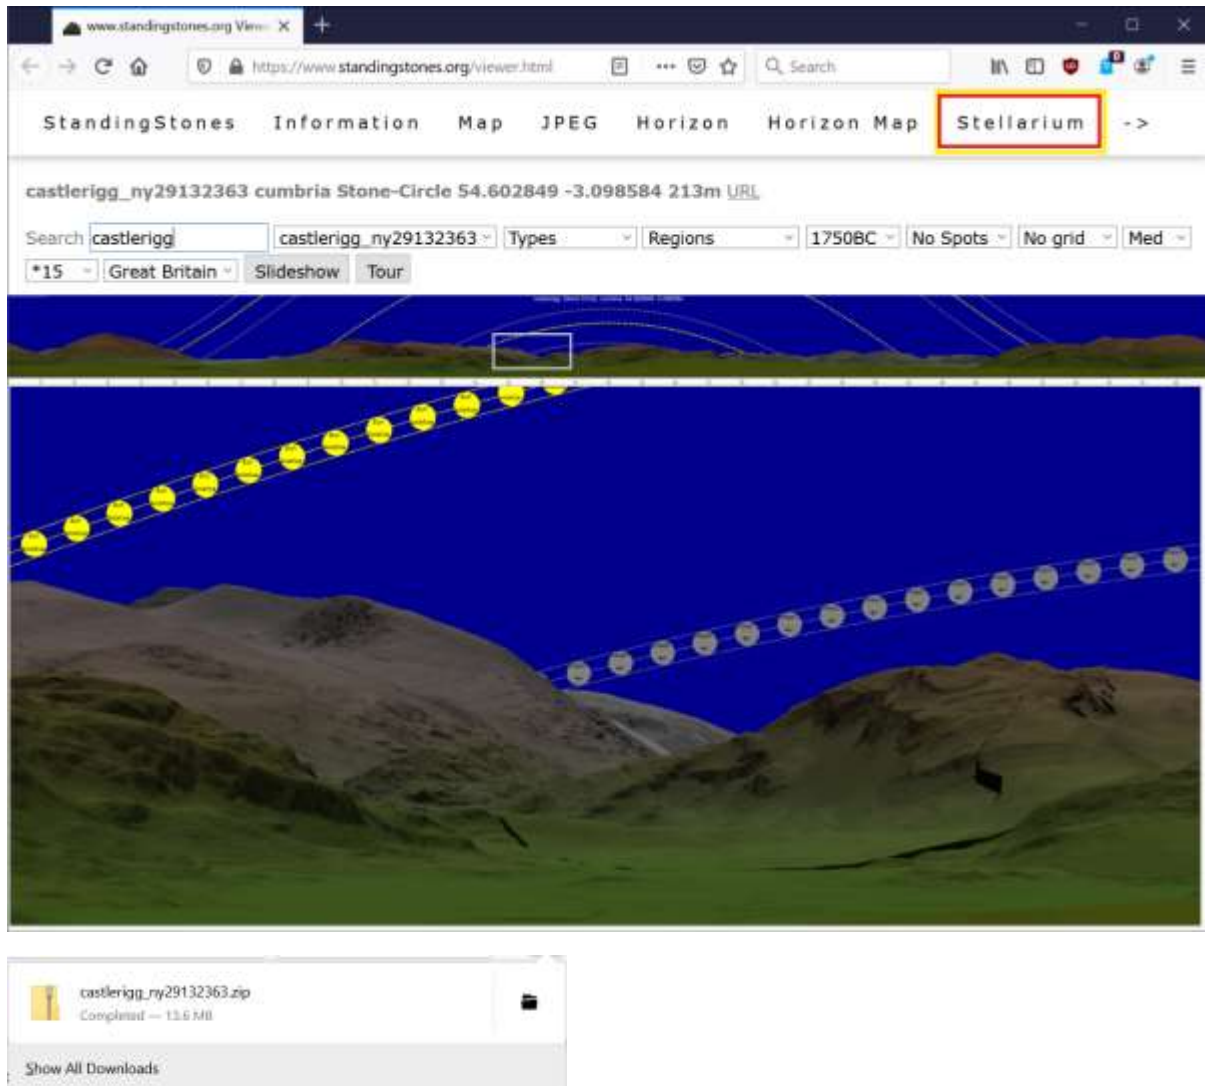 www.standingstones.org View
https://www.standingstones.org/viewer.html
Search
StandingStones Information Map JPEG Horizon Horizon Map Stellarium ->
castlerigg_ny29132363 cumbria Stone-Circle 54.602849 -3.098584 213m URL
Search castlerigg castlerigg_ny29132363 Types Regions 1750BC No Spots No grid Med
*15 Great Britain Slideshow Tour
castlerigg_ny29132363.zip
Completed — 13.6 MB
Show All Downloads